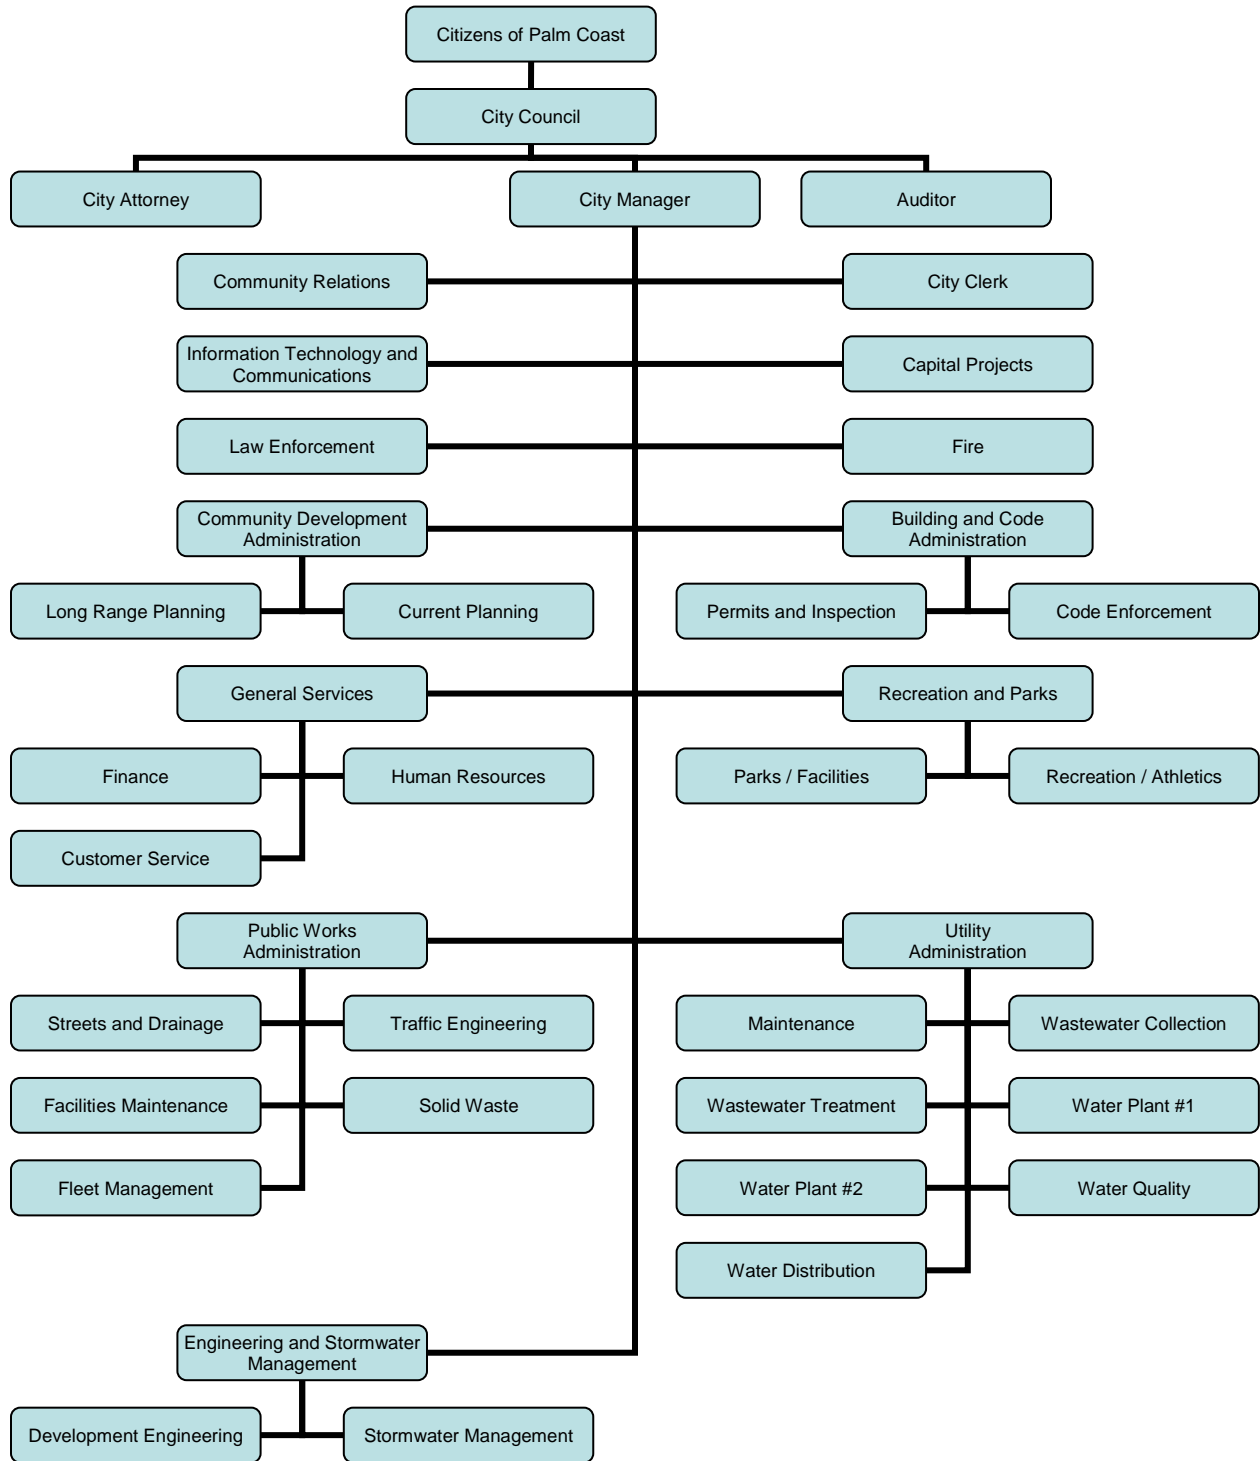 Citizens of Palm Coast
City Council
City Attorney
City Manager
Auditor
Community Relations
City Clerk
Information Technology and
Communications
Capital Projects
Law Enforcement
Fire
Community Development
Administration
Building and Code
Administration
Long Range Planning
Current Planning
Permits and Inspection
Code Enforcement
General Services
Recreation and Parks
Finance
Human Resources
Parks / Facilities
Recreation / Athletics
Customer Service
Public Works
Administration
Utility
Administration
Streets and Drainage
Traffic Engineering
Maintenance
Wastewater Collection
Facilities Maintenance
Solid Waste
Wastewater Treatment
Water Plant #1
Fleet Management
Water Plant #2
Water Quality
Water Distribution
Engineering and Stormwater
Management
Development Engineering
Stormwater Management